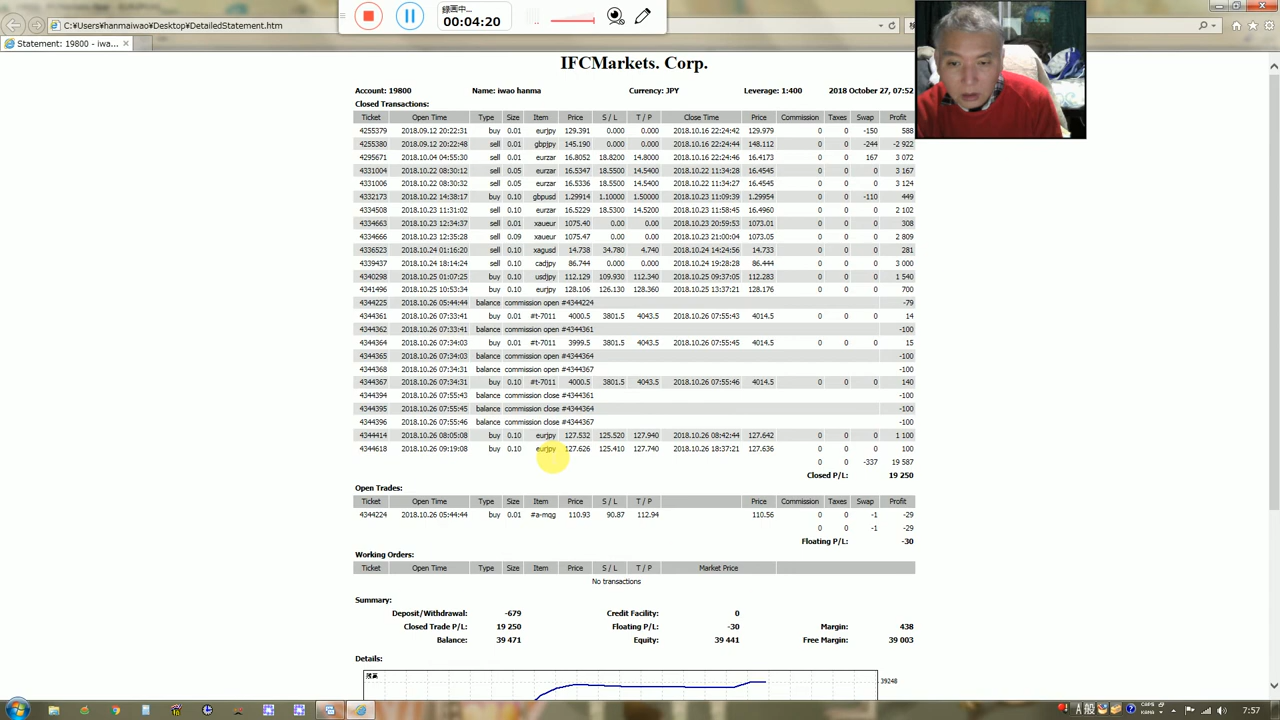 録画中...
00:04:20
C:¥Users¥hanmaiwao¥Desktop¥DetailedStatement.htm
Statement: 19800 - iwa...
IFCMarkets. Corp.
Account: 19800 Name: iwao hanma Currency: JPY Leverage: 1:400 2018 October 27, 07:52
Closed Transactions:
Ticket Open Time Type Size Item Price S / L T / P Close Time Price Commission Taxes Swap Profit
4255379 2018.09.12 20:22:31 buy 0.01 eurjpy 129.391 0.000 0.000 2018.10.16 22:24:42 129.979 0 0 -150 588
4255380 2018.09.12 20:22:48 sell 0.01 gbpjpy 145.190 0.000 0.000 2018.10.16 22:24:44 148.112 0 0 -244 -2 922
4295671 2018.10.04 04:55:30 sell 0.01 eurzar 16.8052 18.8200 14.8000 2018.10.22 22:24:46 16.4173 0 0 167 3 072
4331004 2018.10.22 08:30:12 sell 0.05 eurzar 16.5347 18.5500 14.5400 2018.10.22 11:34:28 16.4545 0 0 0 3 167
4331006 2018.10.22 08:30:32 sell 0.05 eurzar 16.5336 18.5500 14.5400 2018.10.22 11:34:27 16.4545 0 0 0 3 124
4332173 2018.10.22 14:38:17 buy 0.10 gbpusd 1.29914 1.10000 1.50000 2018.10.23 11:09:39 1.29954 0 0 -110 449
4334508 2018.10.23 11:31:02 sell 0.10 eurzar 16.5229 18.5300 14.5200 2018.10.23 11:58:45 16.4960 0 0 0 2 102
4334663 2018.10.23 12:34:37 sell 0.01 xaueur 1075.40 0.00 0.00 2018.10.23 20:59:53 1073.01 0 0 0 308
4334666 2018.10.23 12:35:28 sell 0.09 xaueur 1075.47 0.00 0.00 2018.10.23 21:00:04 1073.05 0 0 0 2 809
4336523 2018.10.24 01:16:20 sell 0.10 xagusd 14.738 34.780 4.740 2018.10.24 14:24:56 14.733 0 0 0 281
4339437 2018.10.24 18:14:24 sell 0.10 cadjpy 86.744 0.000 0.000 2018.10.24 19:28:28 86.444 0 0 0 3 000
4340298 2018.10.25 01:07:25 buy 0.10 usdjpy 112.129 109.930 112.340 2018.10.25 09:37:05 112.283 0 0 0 1 540
4341496 2018.10.25 10:53:34 buy 0.10 eurjpy 128.106 126.130 128.360 2018.10.25 13:37:21 128.176 0 0 0 700
4344225 2018.10.26 05:44:44 balance commission open #4344224 -79
4344361 2018.10.26 07:33:41 buy 0.01 #t-7011 4000.5 3801.5 4043.5 2018.10.26 07:55:43 4014.5 0 0 0 14
4344362 2018.10.26 07:33:41 balance commission open #4344361 -100
4344364 2018.10.26 07:34:03 buy 0.01 #t-7011 3999.5 3801.5 4043.5 2018.10.26 07:55:45 4014.5 0 0 0 15
4344365 2018.10.26 07:34:03 balance commission open #4344364 -100
4344368 2018.10.26 07:34:31 balance commission open #4344367 -100
4344367 2018.10.26 07:34:31 buy 0.10 #t-7011 4000.5 3801.5 4043.5 2018.10.26 07:55:46 4014.5 0 0 0 140
4344394 2018.10.26 07:55:43 balance commission close #4344361 -100
4344395 2018.10.26 07:55:45 balance commission close #4344364 -100
4344396 2018.10.26 07:55:46 balance commission close #4344367 -100
4344414 2018.10.26 08:05:08 buy 0.10 eurjpy 127.532 125.520 127.940 2018.10.26 08:42:44 127.642 0 0 0 1 100
4344618 2018.10.26 09:19:08 buy 0.10 eurjpy 127.626 125.410 127.740 2018.10.26 18:37:21 127.636 0 0 0 100
0 0 -337 19 587
Closed P/L: 19 250
Open Trades:
Ticket Open Time Type Size Item Price S / L T / P Price Commission Taxes Swap Profit
4344224 2018.10.26 05:44:44 buy 0.01 #a-mqg 110.93 90.87 112.94 110.56 0 0 -1 -29
0 0 -1 -29
Floating P/L: -30
Working Orders:
Ticket Open Time Type Size Item Price S / L T / P Market Price
No transactions
Summary:
Deposit/Withdrawal: -679 Credit Facility: 0
Closed Trade P/L: 19 250 Floating P/L: -30 Margin: 438
Balance: 39 471 Equity: 39 441 Free Margin: 39 003
Details:
残高 39248
A 般 CAPS
7:57